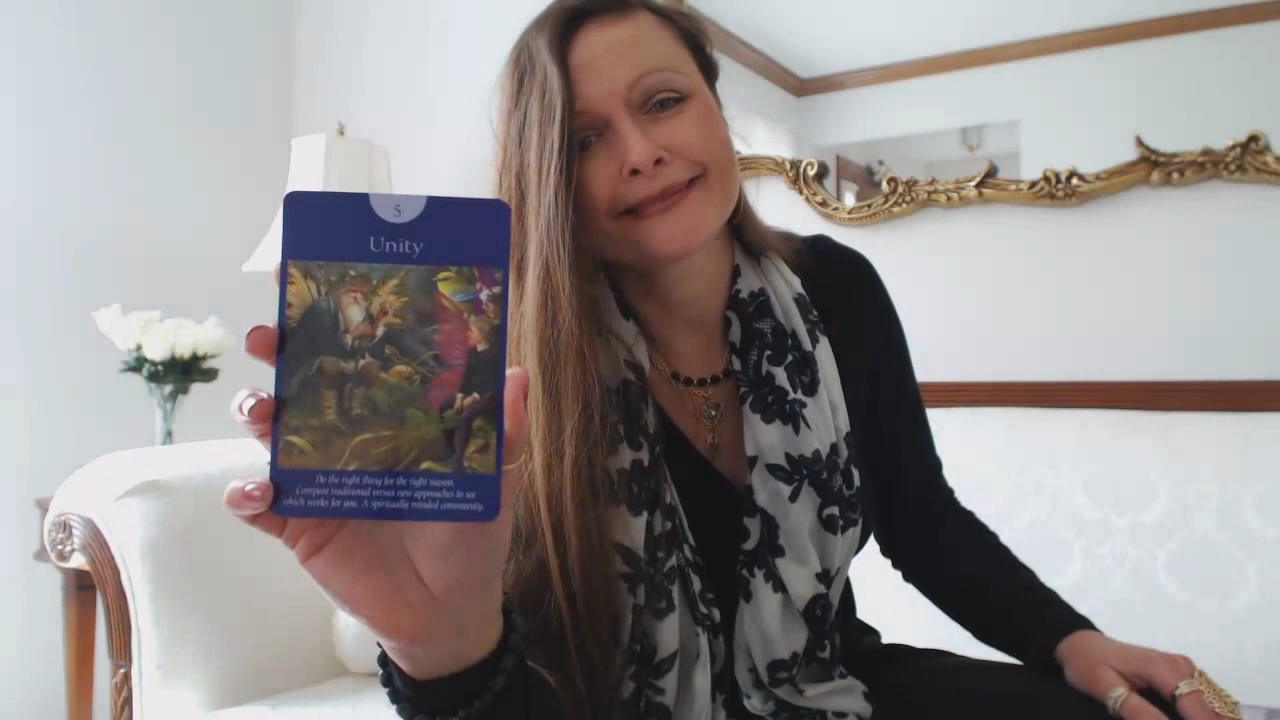 5
Unity
Do the right thing for the right reason.
Compare traditional versus new approaches to see
which works for you. A spiritually minded community.